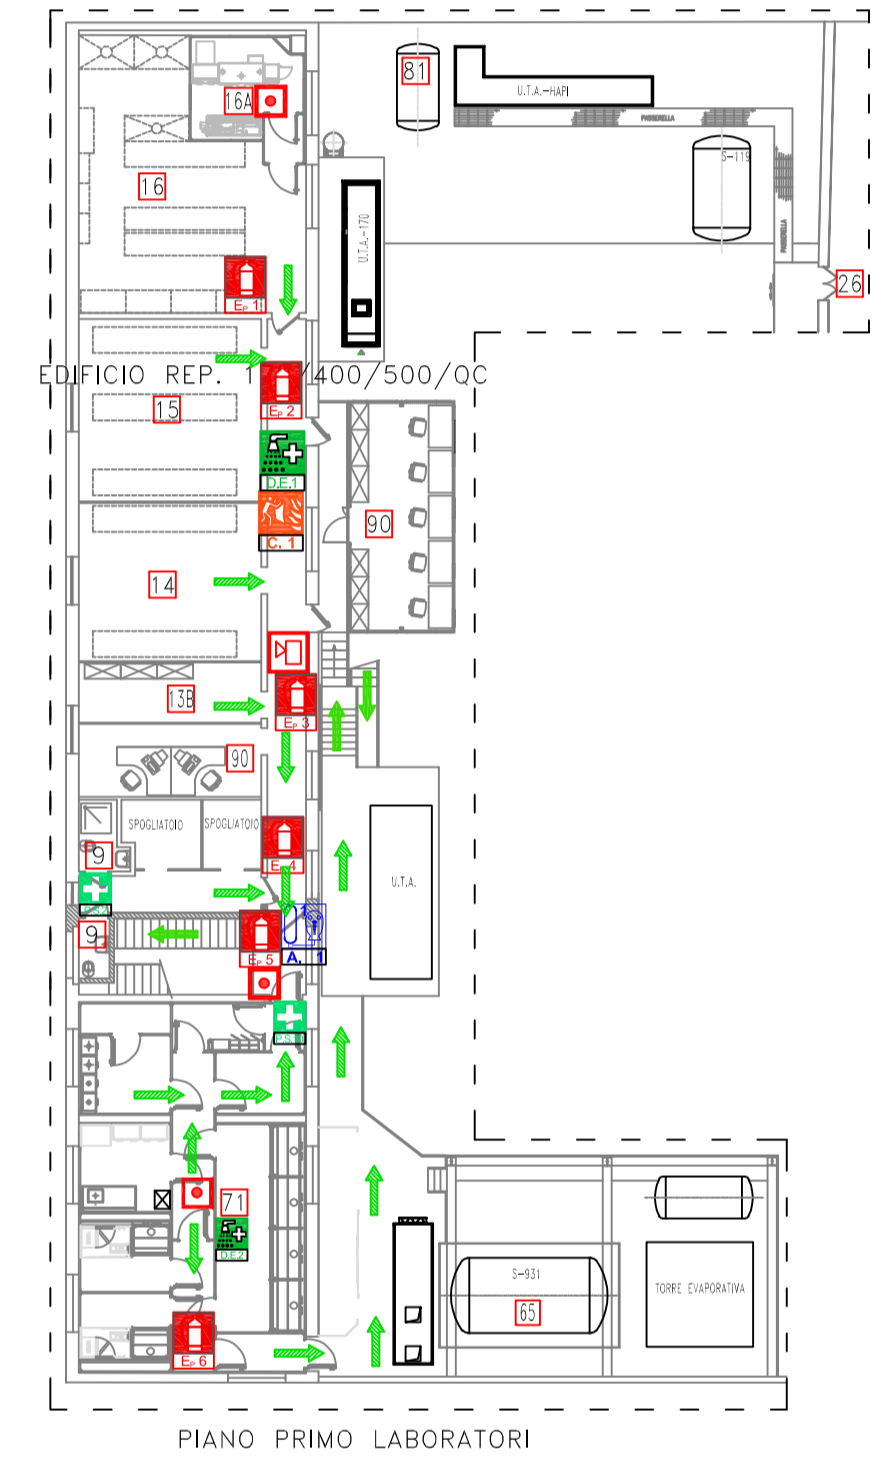 81
U.T.A.-HAPI
PASSERELLA
16A
S-119
16
U.T.A.-170
PASSERELLA
26
EP 1
EDIFICIO REP. 1 /400/500/QC
15
EP 2
D.E.1
90
C. 1
14
13B
EP 3
90
SPOGLIATOIO
SPOGLIATOIO
9
U.T.A.
9
1
EP 5
A. 1
71
D.E.2
S-931
65
TORRE EVAPORATIVA
EP 6
PIANO PRIMO LABORATORI